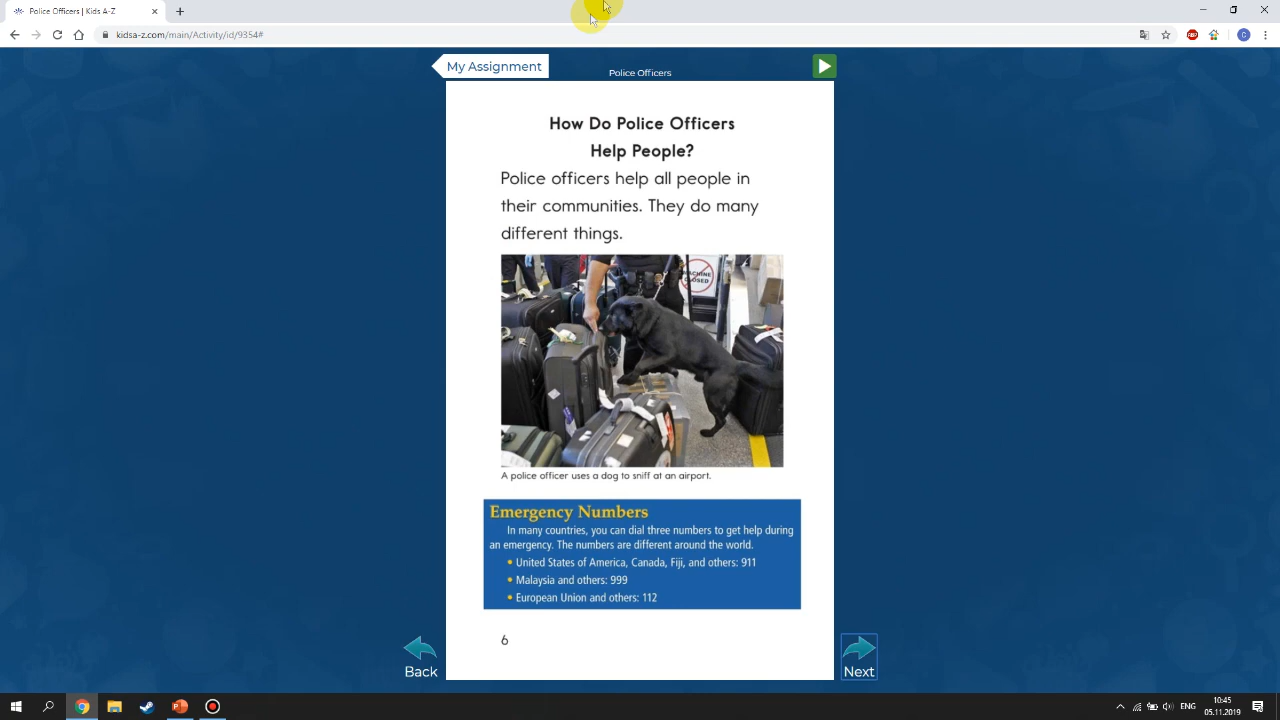 Police Officers | Kids A-Z
kidsa-z.com/main/Activity/id/9354#
My Assignment
Police Officers
How Do Police Officers
Help People?
Police officers help all people in
their communities. They do many
different things.
MACHINE
CLOSED
A police officer uses a dog to sniff at an airport.
Emergency Numbers
In many countries, you can dial three numbers to get help during
an emergency. The numbers are different around the world.
• United States of America, Canada, Fiji, and others: 911
• Malaysia and others: 999
• European Union and others: 112
6
Back
Next
ENG
10:45
05.11.2019